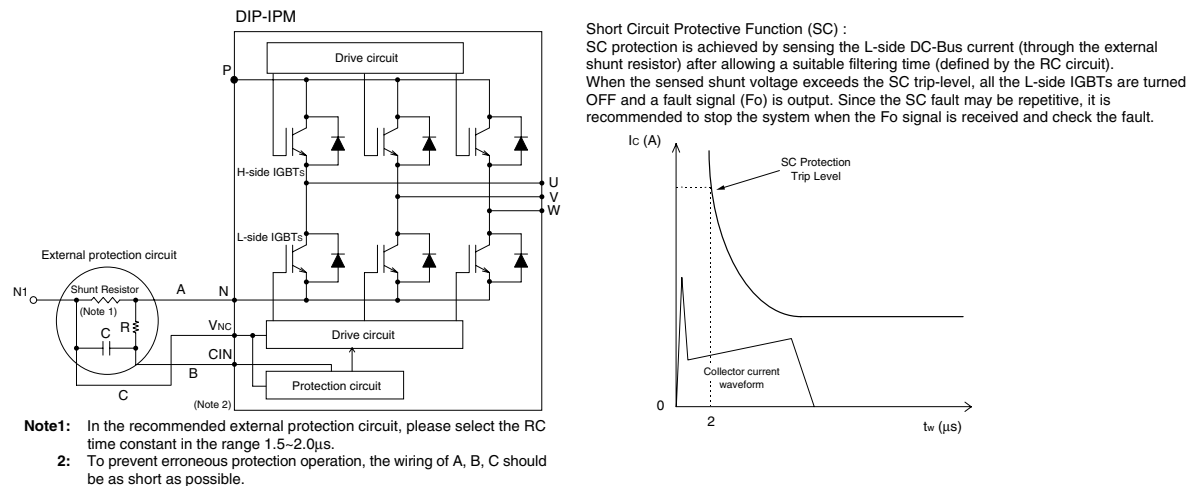 DIP-IPM
Drive circuit
P
H-side IGBTs
U
V
W
L-side IGBTs
External protection circuit
N1
Shunt Resistor
(Note 1)
A
N
C
R
VNC
Drive circuit
CIN
B
C
Protection circuit
(Note 2)
Note1: In the recommended external protection circuit, please select the RC
time constant in the range 1.5~2.0µs.
2: To prevent erroneous protection operation, the wiring of A, B, C should
be as short as possible.
Short Circuit Protective Function (SC) :
SC protection is achieved by sensing the L-side DC-Bus current (through the external
shunt resistor) after allowing a suitable filtering time (defined by the RC circuit).
When the sensed shunt voltage exceeds the SC trip-level, all the L-side IGBTs are turned
OFF and a fault signal (Fo) is output. Since the SC fault may be repetitive, it is
recommended to stop the system when the Fo signal is received and check the fault.
IC (A)
SC Protection
Trip Level
Collector current
waveform
0
2
tw (µs)